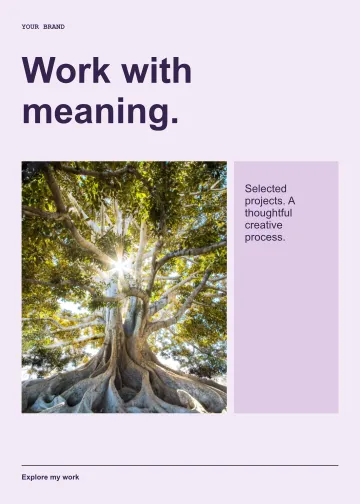 YOUR BRAND
Work with
meaning.
Selected
projects. A
thoughtful
creative
process.
Explore my work